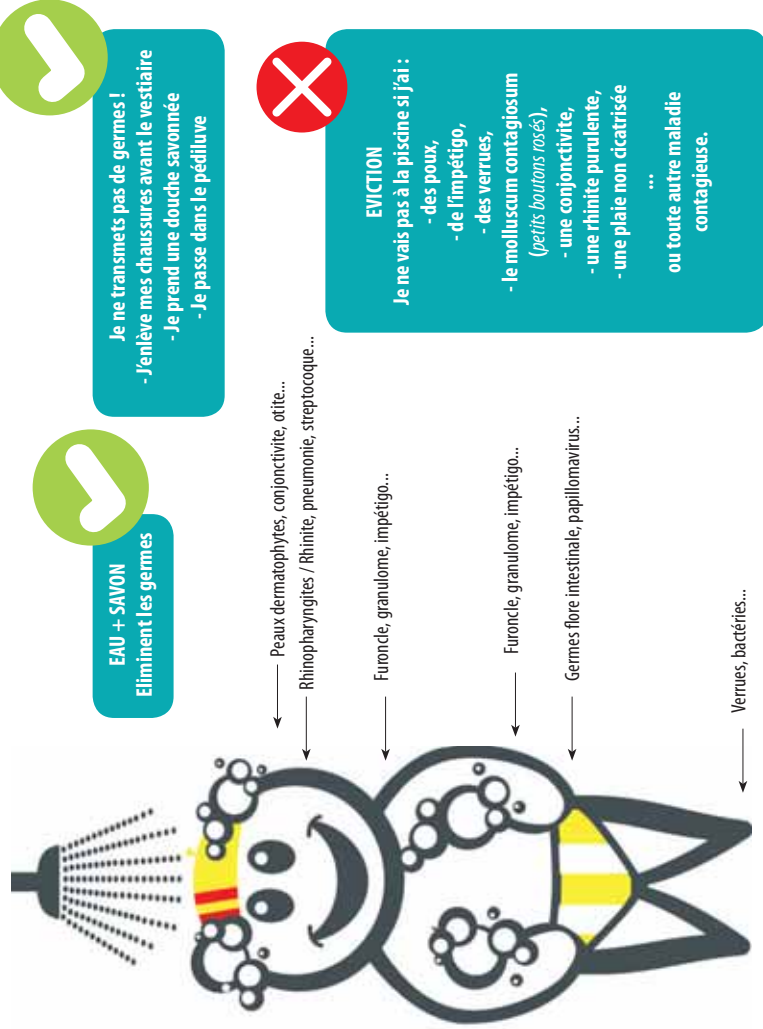 EAU + SAVON
Eliminent les germes
Je ne transmets pas de germes !
- J'enlève mes chaussures avant le vestiaire
- Je prend une douche savonnée
- Je passe dans le pédiluve
Peaux dermatophytes, conjonctivite, otite...
Rhinopharyngites / Rhinite, pneumonie, streptocoque...
Furoncle, granulome, impétigo...
Furoncle, granulome, impétigo...
Germes flore intestinale, papillomavirus...
Verrues, bactéries...
EVICTION
Je ne vais pas à la piscine si j'ai :
- des poux,
- de l'impétigo,
- des verrues,
- le molluscum contagiosum
(petits boutons rosés),
- une conjonctivite,
- une rhinite purulente,
- une plaie non cicatrisée
...
ou toute autre maladie
contagieuse.